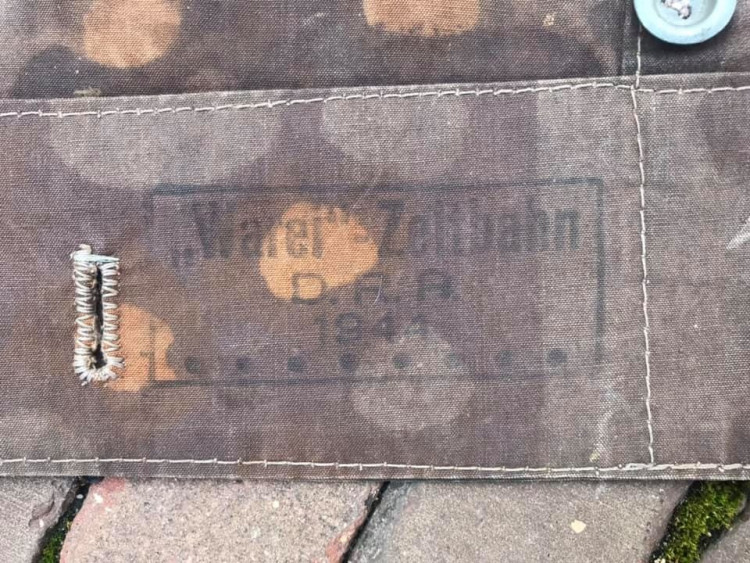 „Warei“-Zeltbahn
D. R. P.
1944